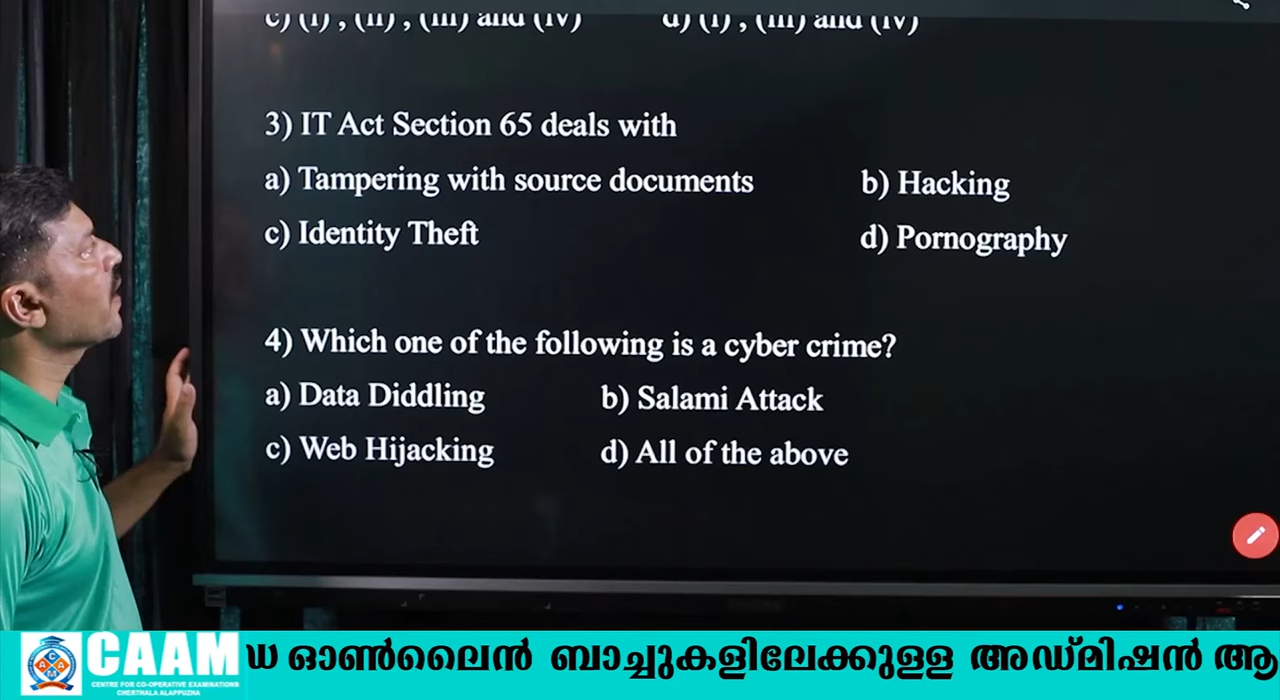 c) (i) , (ii) , (iii) and (iv) d) (i) , (iii) and (iv)
3) IT Act Section 65 deals with
a) Tampering with source documents b) Hacking
c) Identity Theft d) Pornography
4) Which one of the following is a cyber crime?
a) Data Diddling b) Salami Attack
c) Web Hijacking d) All of the above
CAAM
CENTRE FOR CO-OPERATIVE EXAMINATIONS
CHERTHALA ALAPPUZHA
ഓൺലൈൻ ബാച്ചുകളിലേക്കുളള അഡ്മിഷൻ